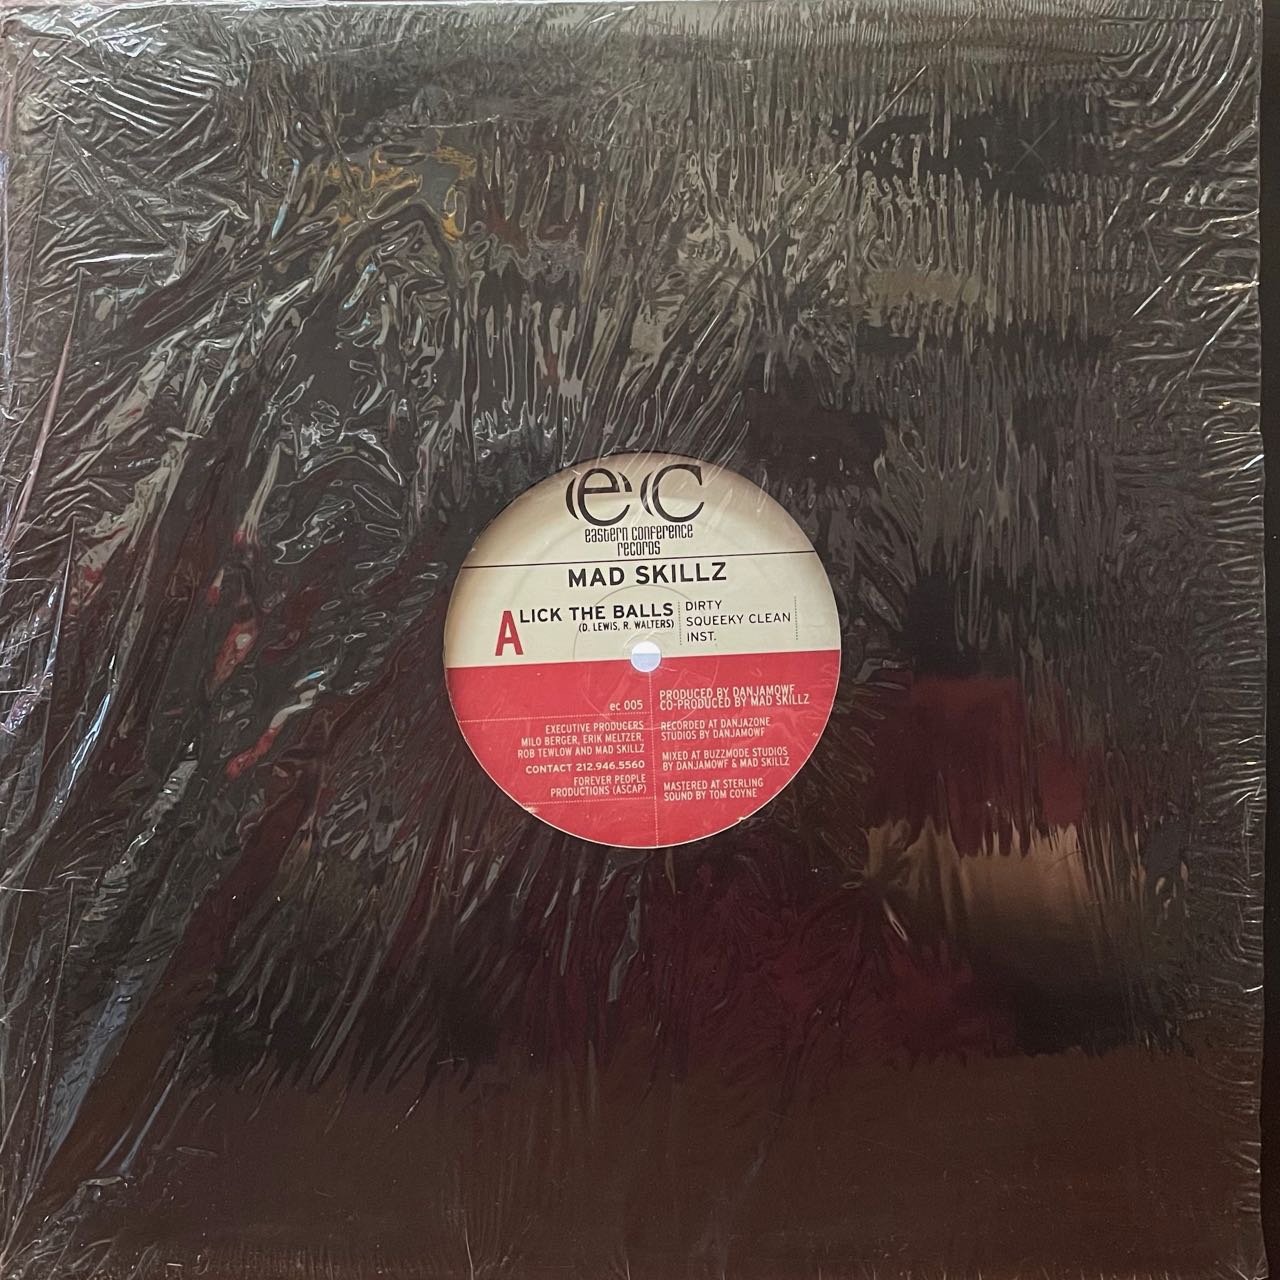 ec
eastern conference
records
MAD SKILLZ
A
LICK THE BALLS
(D. LEWIS, R. WALTERS)
DIRTY
SQUEEKY CLEAN
INST.
ec 005
EXECUTIVE PRODUCERS
MILO BERGER, ERIK MELTZER,
ROB TEWLOW AND MAD SKILLZ
CONTACT 212.946.5560
FOREVER PEOPLE
PRODUCTIONS (ASCAP)
PRODUCED BY DANJAMOWF
CO-PRODUCED BY MAD SKILLZ
RECORDED AT DANJAZONE
STUDIOS BY DANJAMOWF
MIXED AT BUZZMODE STUDIOS
BY DANJAMOWF & MAD SKILLZ
MASTERED AT STERLING
SOUND BY TOM COYNE